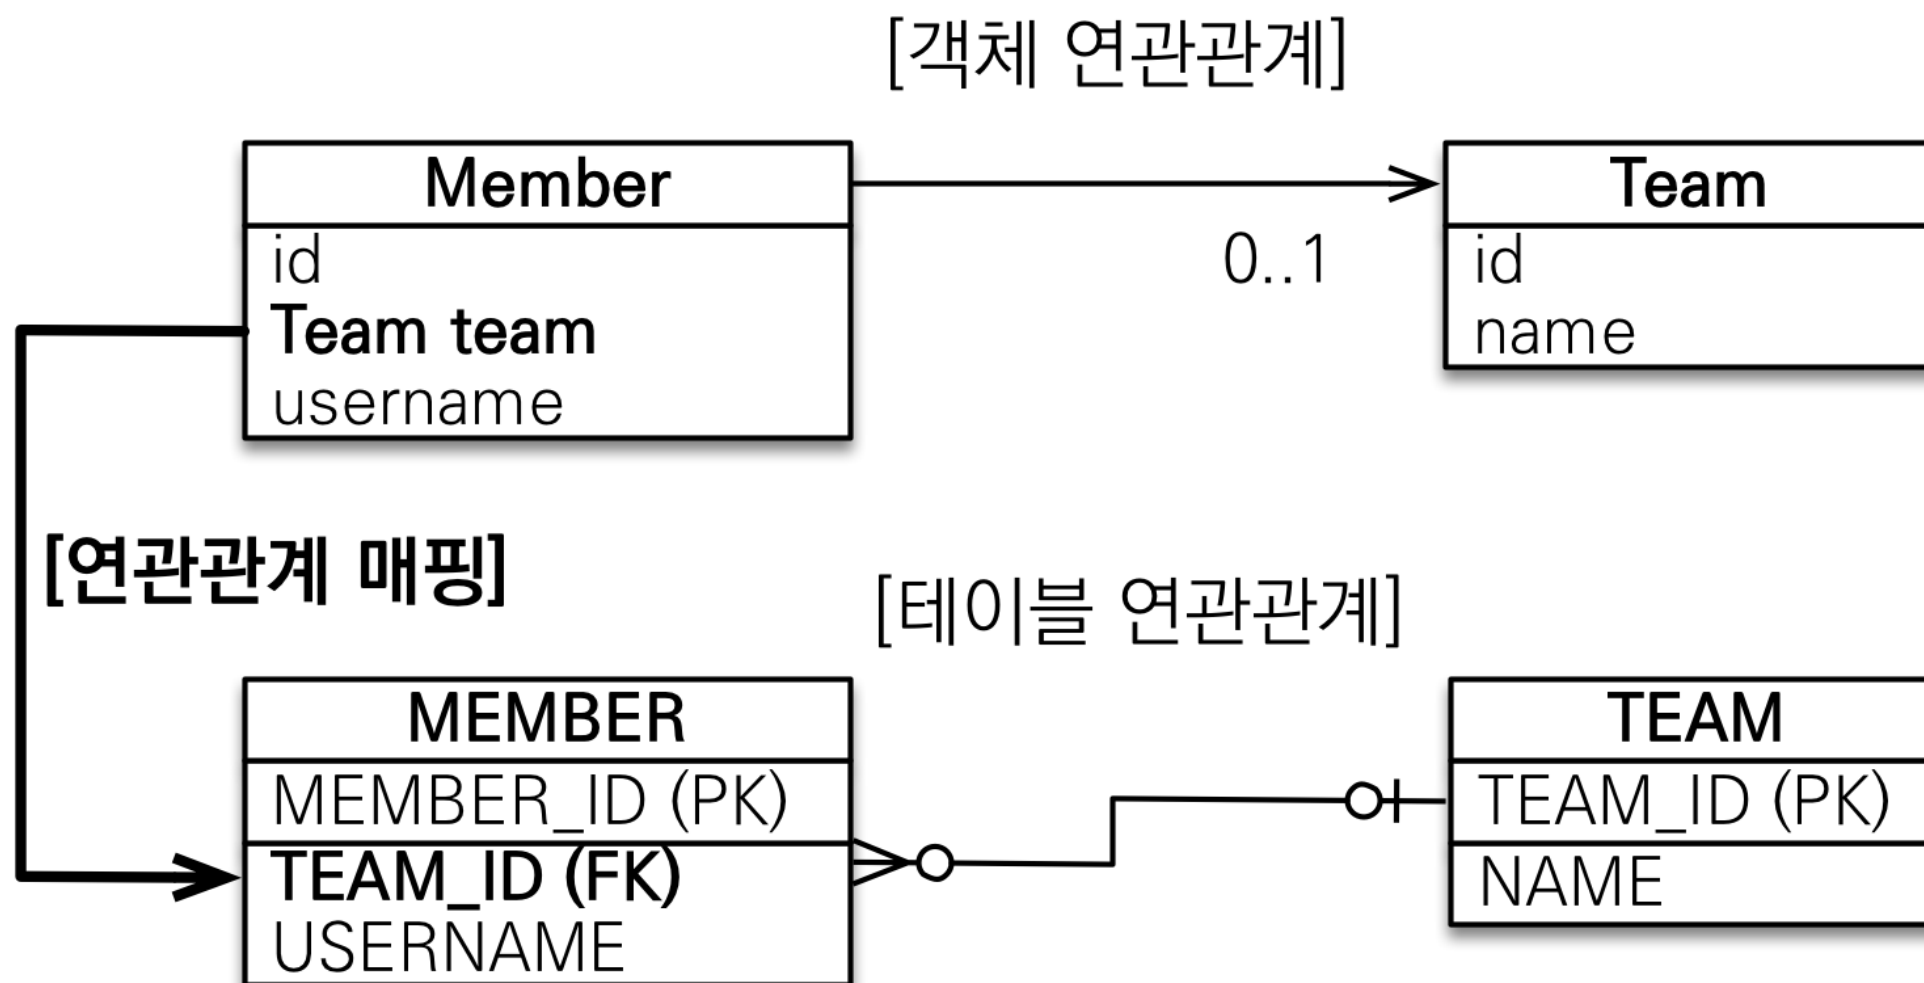 [객체 연관관계]
Member
id
Team team
username
0..1
Team
id
name
[연관관계 매핑]
[테이블 연관관계]
MEMBER
MEMBER_ID (PK)
TEAM_ID (FK)
USERNAME
TEAM
TEAM_ID (PK)
NAME